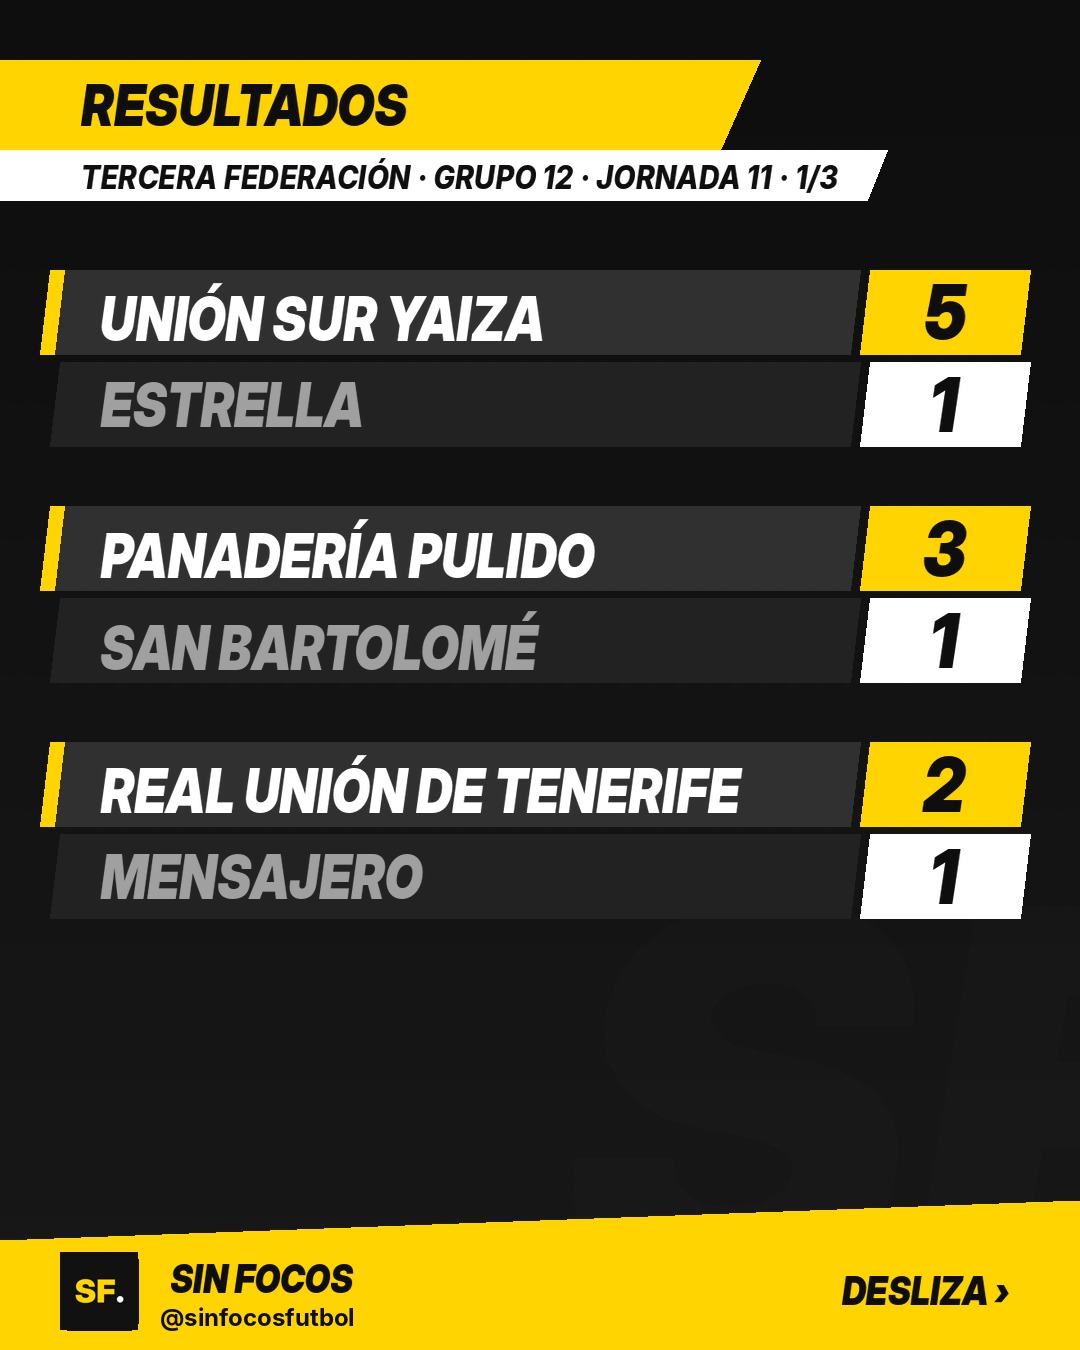 RESULTADOS
TERCERA FEDERACIÓN · GRUPO 12 · JORNADA 11 · 1/3
UNIÓN SUR YAIZA 5
ESTRELLA 1
PANADERÍA PULIDO 3
SAN BARTOLOMÉ 1
REAL UNIÓN DE TENERIFE 2
MENSAJERO 1
SF
SF.
SIN FOCOS
@sinfocosfutbol
DESLIZA ›